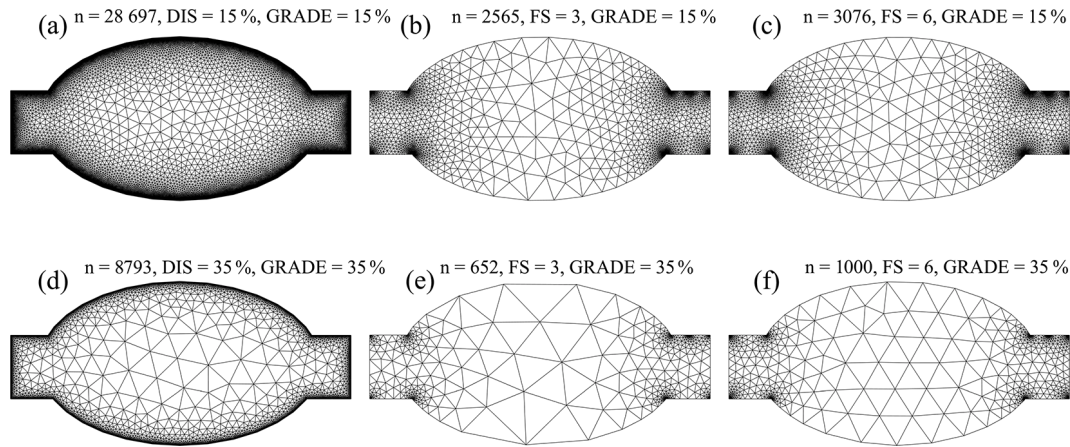 (a) n = 28 697, DIS = 15 %, GRADE = 15 %
(b) n = 2565, FS = 3, GRADE = 15 %
(c) n = 3076, FS = 6, GRADE = 15 %
(d) n = 8793, DIS = 35 %, GRADE = 35 %
(e) n = 652, FS = 3, GRADE = 35 %
(f) n = 1000, FS = 6, GRADE = 35 %